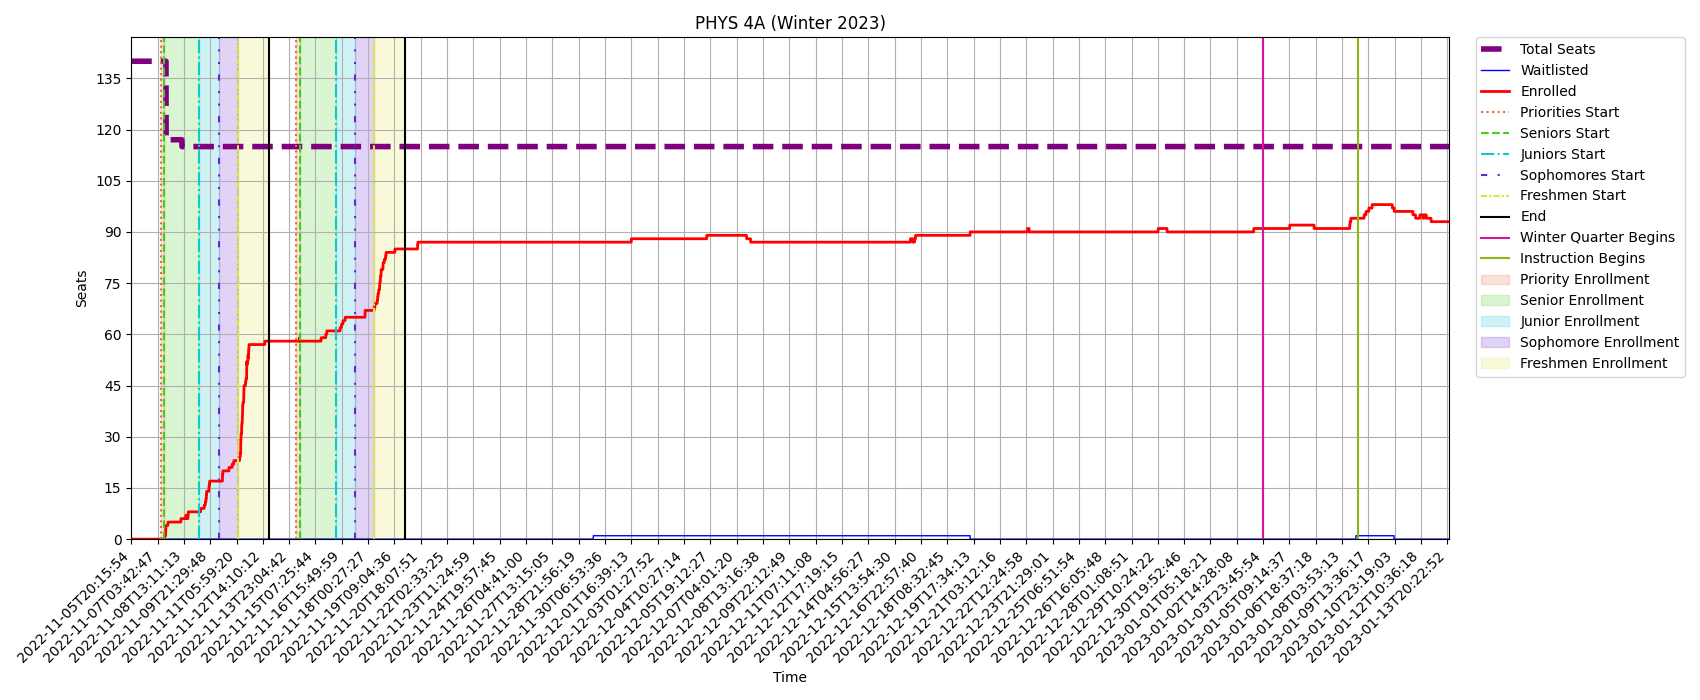 PHYS 4A (Winter 2023)
Seats
135
120
105
90
75
60
45
30
15
0
2022-11-05T20:15:54
2022-11-07T03:42:47
2022-11-08T13:11:13
2022-11-09T21:29:48
2022-11-11T05:59:20
2022-11-12T14:10:12
2022-11-13T23:04:42
2022-11-15T07:25:44
2022-11-16T15:49:59
2022-11-18T00:27:27
2022-11-19T09:04:36
2022-11-20T18:07:51
2022-11-22T02:33:25
2022-11-23T11:24:59
2022-11-24T19:57:45
2022-11-26T04:41:00
2022-11-27T13:15:05
2022-11-28T21:56:19
2022-11-30T06:53:36
2022-12-01T16:39:13
2022-12-03T01:27:52
2022-12-04T10:27:14
2022-12-05T19:12:27
2022-12-07T04:01:20
2022-12-08T13:16:38
2022-12-09T22:12:49
2022-12-11T07:11:08
2022-12-12T17:19:15
2022-12-14T04:56:27
2022-12-15T13:54:30
2022-12-16T22:57:40
2022-12-18T08:32:45
2022-12-19T17:34:13
2022-12-21T03:12:16
2022-12-22T12:24:58
2022-12-23T21:29:01
2022-12-25T06:51:54
2022-12-26T16:05:48
2022-12-28T01:08:51
2022-12-29T10:24:22
2022-12-30T19:52:46
2023-01-01T05:18:21
2023-01-02T14:28:08
2023-01-03T23:45:54
2023-01-05T09:14:37
2023-01-06T18:37:18
2023-01-08T03:53:13
2023-01-09T13:36:17
2023-01-10T23:19:03
2023-01-12T10:36:18
2023-01-13T20:22:52
Time
Total Seats
Waitlisted
Enrolled
Priorities Start
Seniors Start
Juniors Start
Sophomores Start
Freshmen Start
End
Winter Quarter Begins
Instruction Begins
Priority Enrollment
Senior Enrollment
Junior Enrollment
Sophomore Enrollment
Freshmen Enrollment